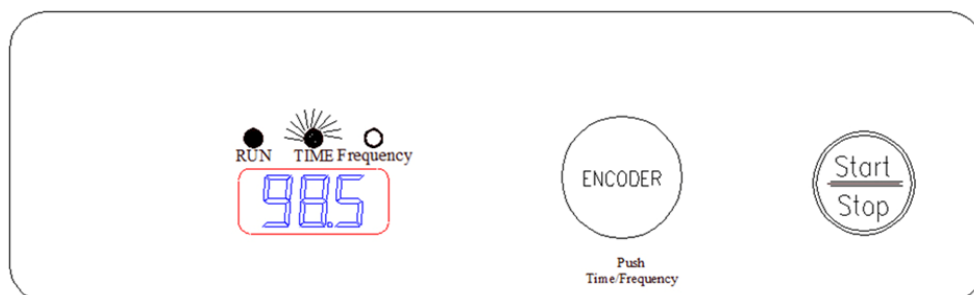 RUN TIME Frequency
98.5
ENCODER
Push
Time/Frequency
Start
Stop